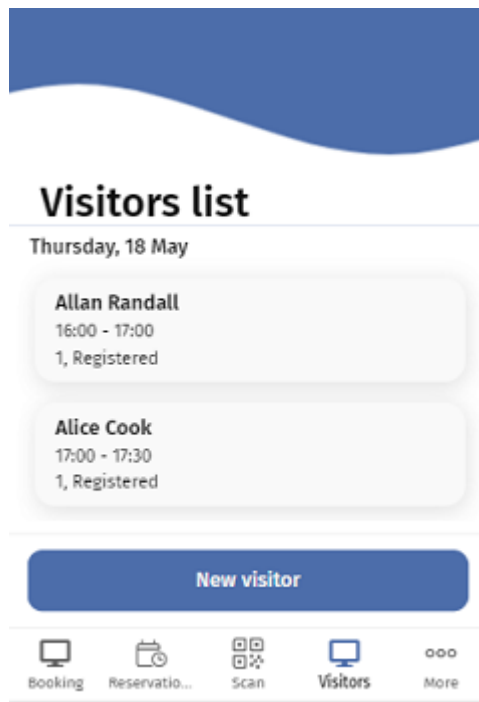 Visitors list
Thursday, 18 May
Allan Randall
16:00 - 17:00
1, Registered
Alice Cook
17:00 - 17:30
1, Registered
New visitor
Booking Reservatio... Scan Visitors More